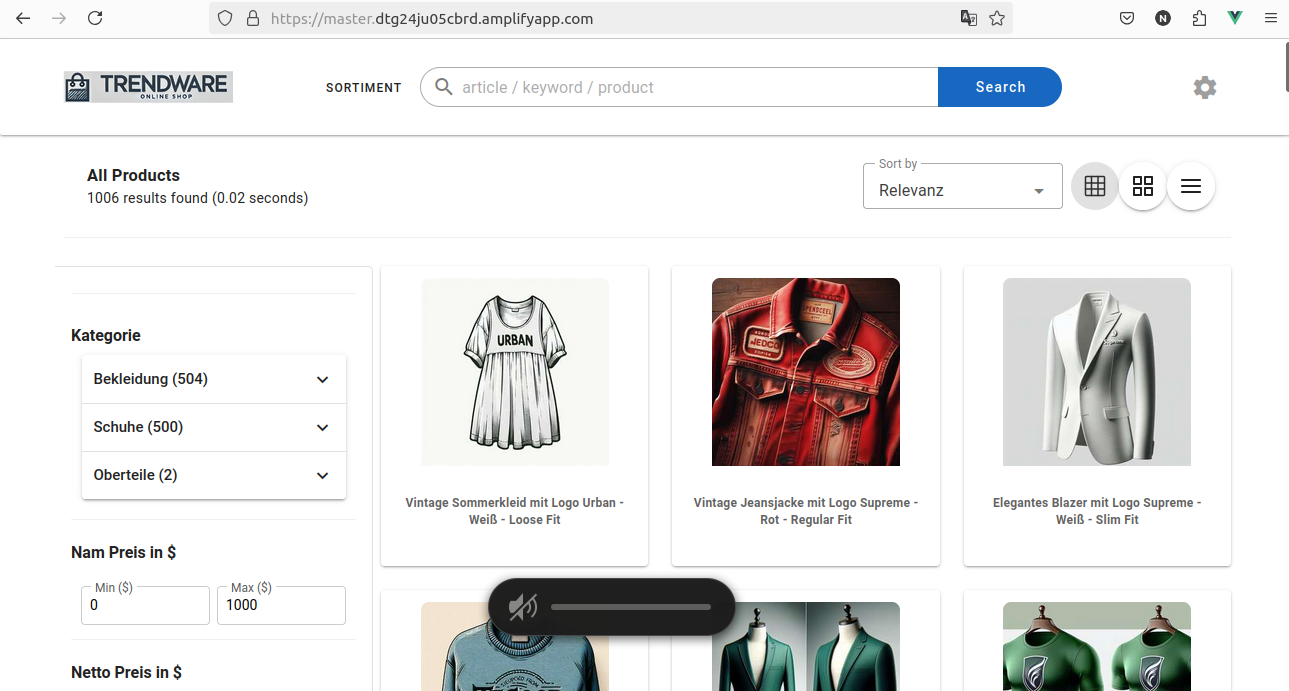 https://master.dtg24ju05cbrd.amplifyapp.com
N
TRENDWARE
ONLINE SHOP
SORTIMENT
article / keyword / product
Search
All Products
1006 results found (0.02 seconds)
Sort by
Relevanz
Kategorie
Bekleidung (504)
Schuhe (500)
Oberteile (2)
Nam Preis in $
Min ($)
0
Max ($)
1000
Netto Preis in $
URBAN
Vintage Sommerkleid mit Logo Urban -
Weiß - Loose Fit
Vintage Jeansjacke mit Logo Supreme -
Rot - Regular Fit
Elegantes Blazer mit Logo Supreme -
Weiß - Slim Fit